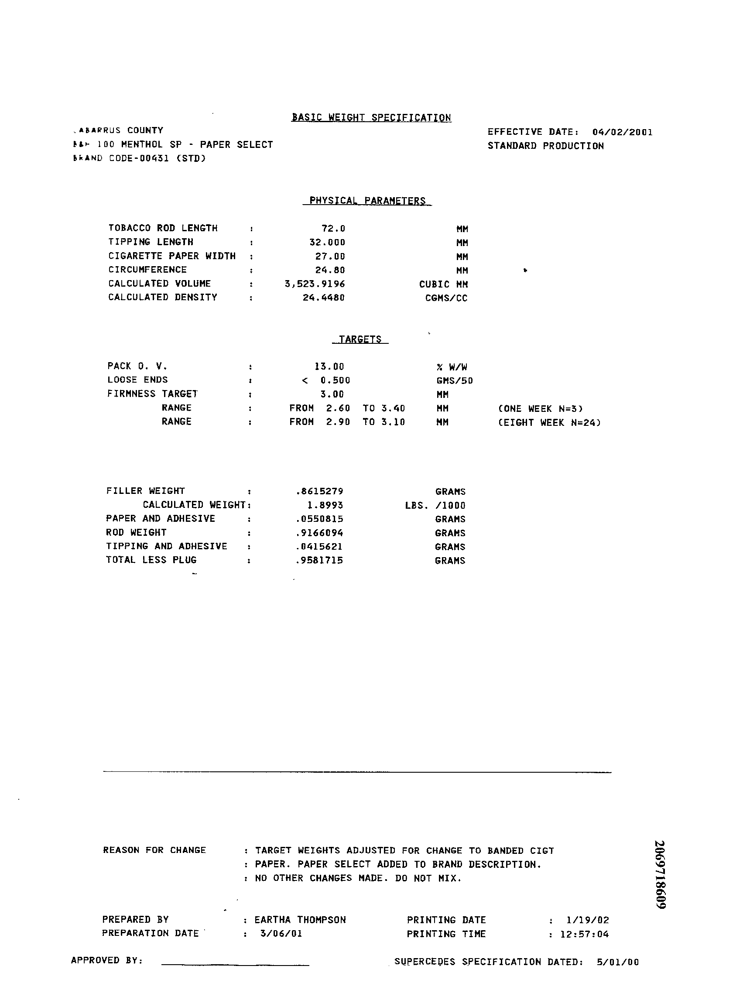 BASIC WEIGHT SPECIFICATION
.ABARRUS COUNTY EFFECTIVE DATE: 04/02/2001
100 MENTHOL SP - PAPER SELECT STANDARD PRODUCTION
BRAND CODE-00431 (STD)
PHYSICAL PARAMETERS
TOBACCO ROD LENGTH : 72.0 MM
TIPPING LENGTH : 32.000 MM
CIGARETTE PAPER WIDTH : 27.00 MM
CIRCUMFERENCE : 24.80 MM
CALCULATED VOLUME : 3,523.9196 CUBIC MM
CALCULATED DENSITY : 24.4480 CGMS/CC
TARGETS
PACK O. V. : 13.00 % W/W
LOOSE ENDS : < 0.500 GMS/50
FIRMNESS TARGET : 3.00 MM
RANGE : FROM 2.60 TO 3.40 MM (ONE WEEK N=3)
RANGE : FROM 2.90 TO 3.10 MM (EIGHT WEEK N=24)
FILLER WEIGHT : .8615279 GRAMS
CALCULATED WEIGHT: 1.8993 LBS. /1000
PAPER AND ADHESIVE : .0550815 GRAMS
ROD WEIGHT : .9166094 GRAMS
TIPPING AND ADHESIVE : .0415621 GRAMS
TOTAL LESS PLUG : .9581715 GRAMS
REASON FOR CHANGE : TARGET WEIGHTS ADJUSTED FOR CHANGE TO BANDED CIGT
: PAPER. PAPER SELECT ADDED TO BRAND DESCRIPTION.
: NO OTHER CHANGES MADE. DO NOT MIX.
PREPARED BY : EARTHA THOMPSON PRINTING DATE : 1/19/02
PREPARATION DATE : 3/06/01 PRINTING TIME : 12:57:04
APPROVED BY: SUPERCEDES SPECIFICATION DATED: 5/01/00
2069718609